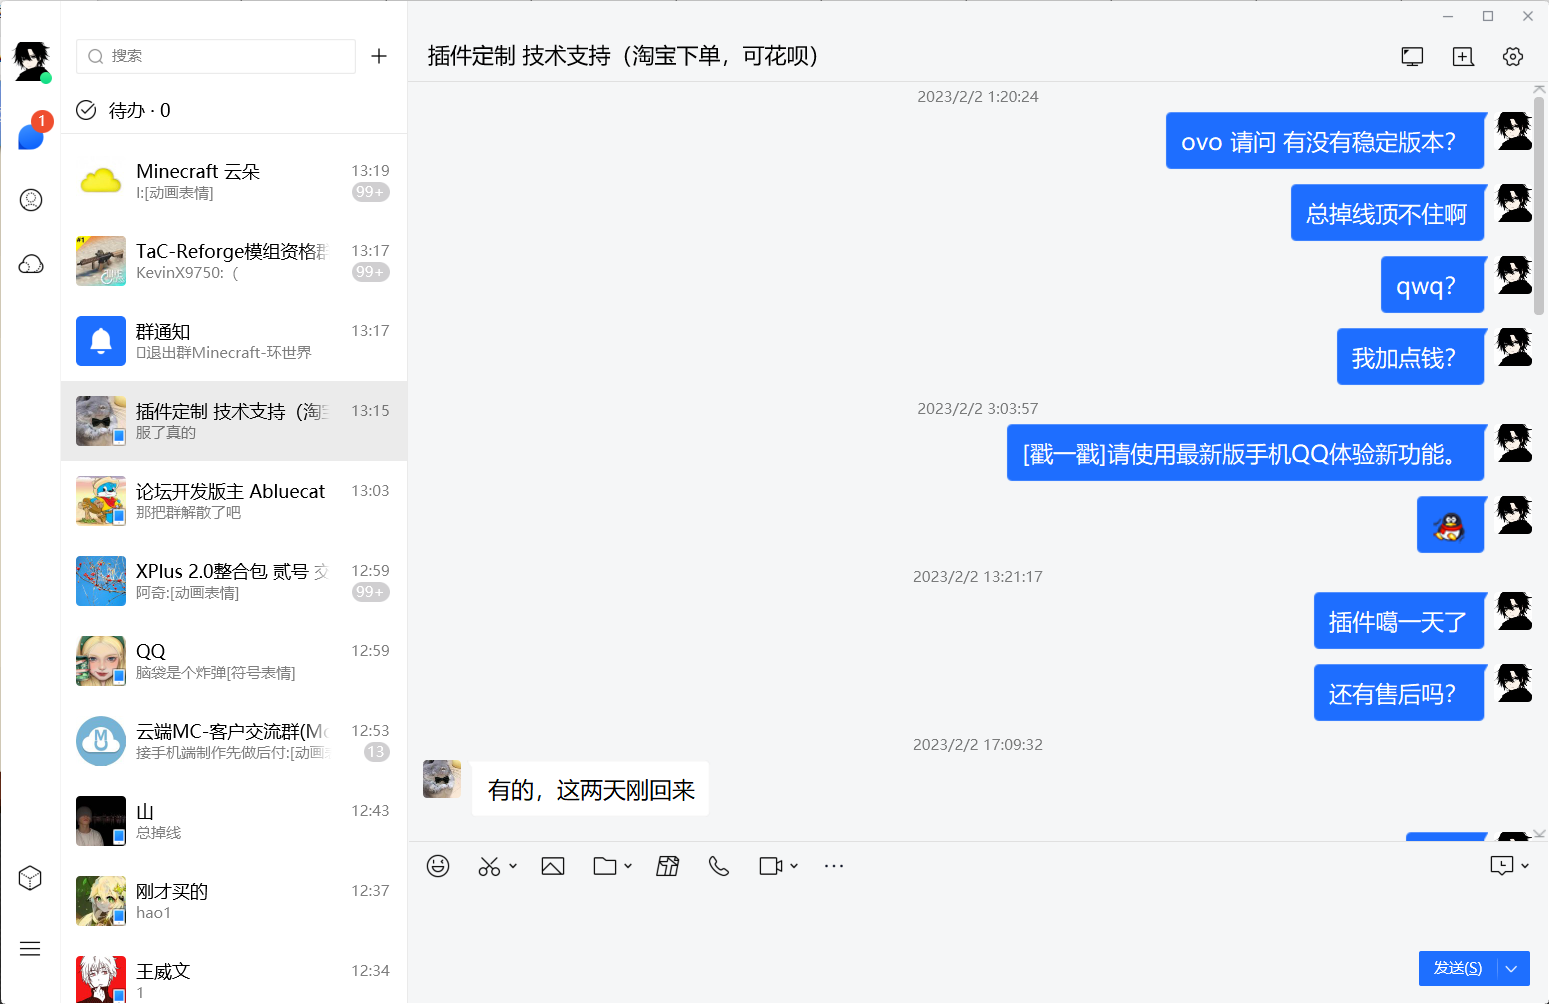 搜索
待办 · 0
1
Minecraft 云朵
13:19
I:[动画表情]
99+
TaC-Reforge模组资格群
13:17
KevinX9750:（
99+
群通知
13:17
退出群Minecraft-环世界
插件定制 技术支持（淘宝
13:15
服了真的
论坛开发版主 Abluecat
13:03
那把群解散了吧
XPlus 2.0整合包 贰号 交
12:59
阿奇:[动画表情]
99+
QQ
12:59
脑袋是个炸弹[符号表情]
云端MC-客户交流群(Mo
12:53
接手机端制作先做后付:[动画表
13
山
12:43
总掉线
刚才买的
12:37
hao1
王威文
12:34
1
插件定制 技术支持（淘宝下单，可花呗）
2023/2/2 1:20:24
ovo 请问 有没有稳定版本？
总掉线顶不住啊
qwq？
我加点钱？
2023/2/2 3:03:57
[戳一戳]请使用最新版手机QQ体验新功能。
2023/2/2 13:21:17
插件噶一天了
还有售后吗？
2023/2/2 17:09:32
有的，这两天刚回来
发送(S)